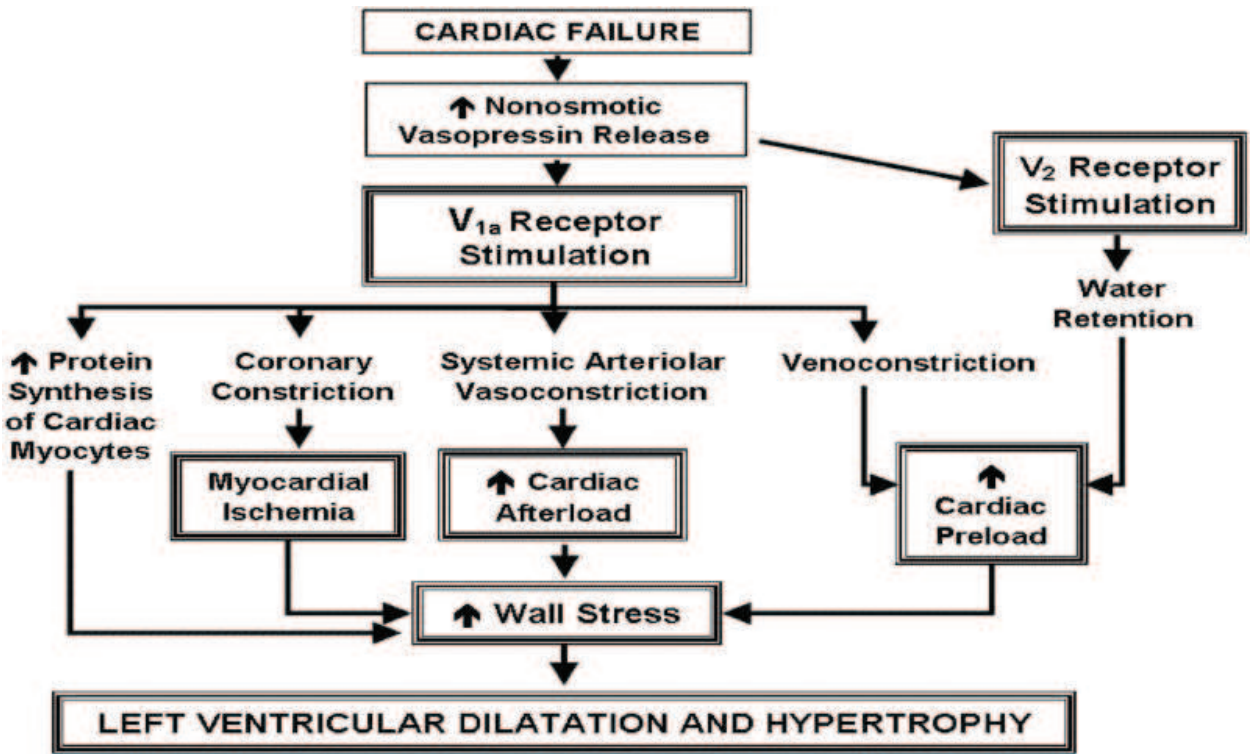 CARDIAC FAILURE
↑ Nonosmotic
Vasopressin Release
V₂ Receptor
Stimulation
V₁ₐ Receptor
Stimulation
Water
Retention
↑ Protein
Synthesis
of Cardiac
Myocytes
Coronary
Constriction
Systemic Arteriolar
Vasoconstriction
Venoconstriction
Myocardial
Ischemia
↑ Cardiac
Afterload
↑
Cardiac
Preload
↑ Wall Stress
LEFT VENTRICULAR DILATATION AND HYPERTROPHY